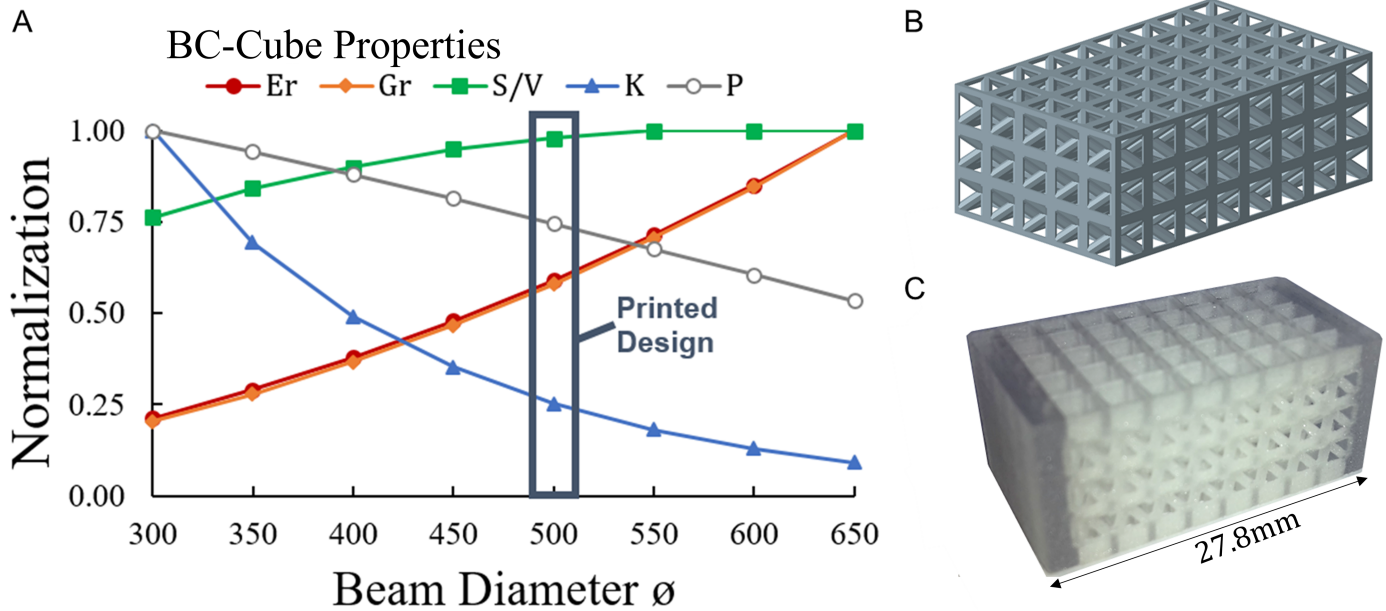 A
BC-Cube Properties
Er Gr S/V K P
Normalization
1.00
0.75
0.50
0.25
0.00
Printed
Design
300 350 400 450 500 550 600 650
Beam Diameter ø
B
C
27.8mm